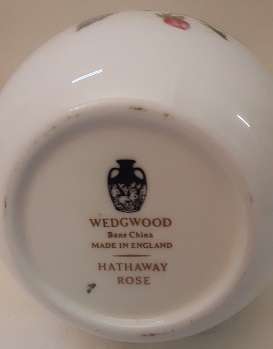 WEDGWOOD
Bone China
MADE IN ENGLAND
HATHAWAY
ROSE